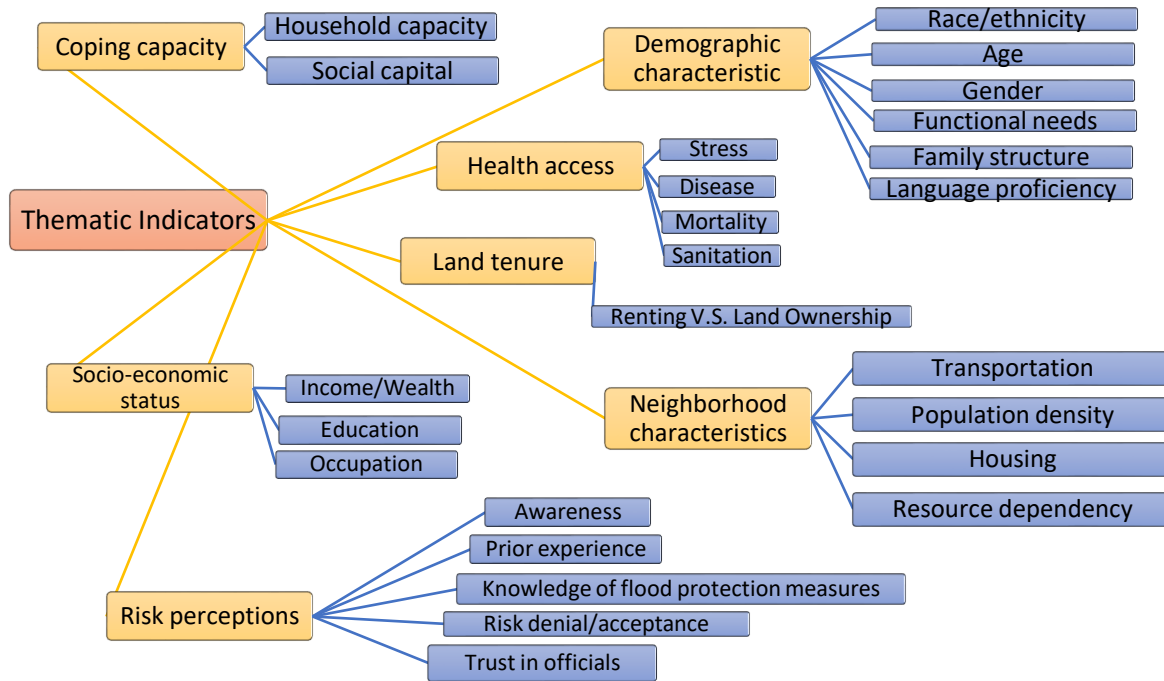 Coping capacity
Household capacity
Social capital
Demographic
characteristic
Race/ethnicity
Age
Gender
Functional needs
Family structure
Language proficiency
Health access
Stress
Disease
Mortality
Sanitation
Thematic Indicators
Land tenure
Renting V.S. Land Ownership
Socio-economic
status
Income/Wealth
Education
Occupation
Neighborhood
characteristics
Transportation
Population density
Housing
Resource dependency
Risk perceptions
Awareness
Prior experience
Knowledge of flood protection measures
Risk denial/acceptance
Trust in officials